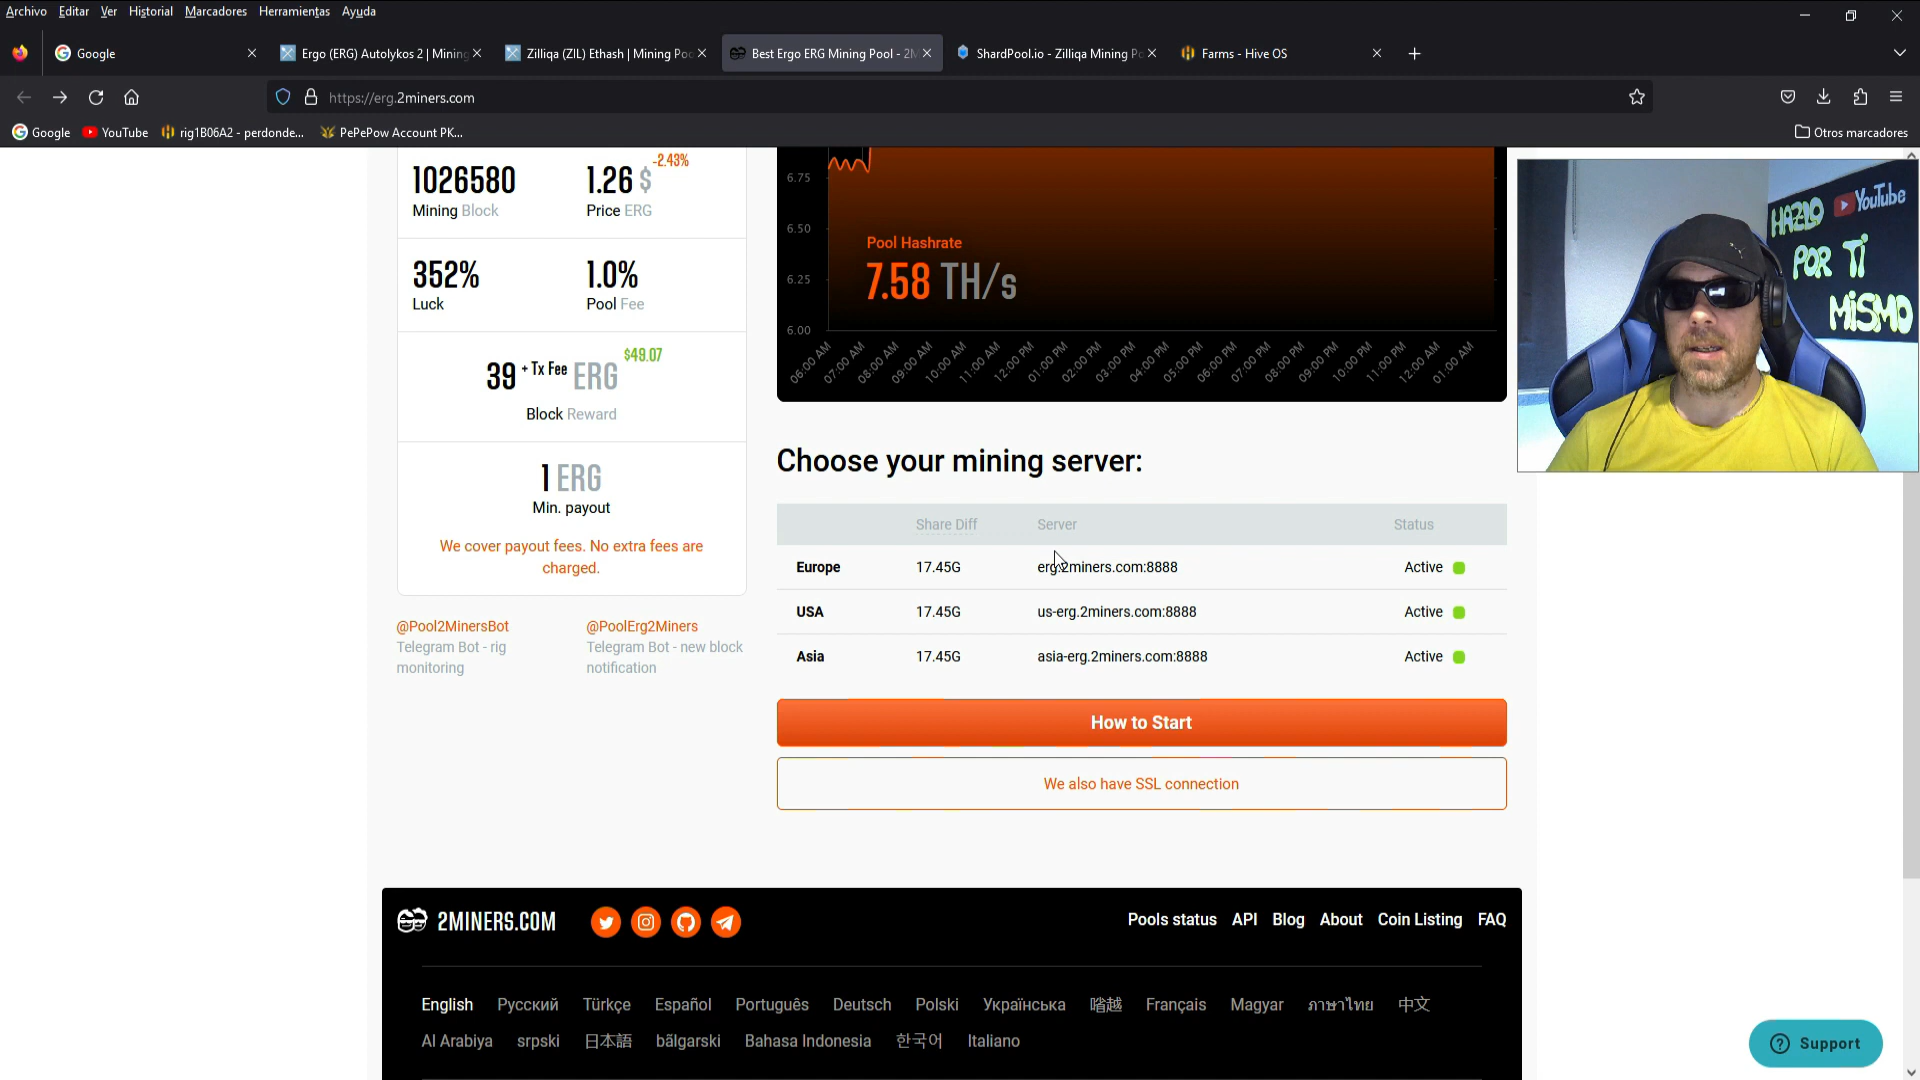 Archivo Editar Ver Historial Marcadores Herramientas Ayuda
Google
Ergo (ERG) Autolykos 2 | Mining
Zilliqa (ZIL) Ethash | Mining Poo
Best Ergo ERG Mining Pool - 2M
ShardPool.io - Zilliqa Mining Po
Farms - Hive OS
https://erg.2miners.com
Google
YouTube
rig1B06A2 - perdonde...
PePePow Account PK...
Otros marcadores
1026580
Mining Block
1.26 $
-2.43%
Price ERG
352%
Luck
1.0%
Pool Fee
39 + Tx Fee ERG
$49.07
Block Reward
1 ERG
Min. payout
We cover payout fees. No extra fees are
charged.
@Pool2MinersBot
Telegram Bot - rig
monitoring
@PoolErg2Miners
Telegram Bot - new block
notification
6.75
6.50
6.25
6.00
Pool Hashrate
7.58 TH/s
06:00 AM
07:00 AM
08:00 AM
09:00 AM
10:00 AM
11:00 AM
12:00 PM
01:00 PM
02:00 PM
03:00 PM
04:00 PM
05:00 PM
06:00 PM
07:00 PM
08:00 PM
09:00 PM
10:00 PM
11:00 PM
12:00 AM
01:00 AM
YouTube
HAZLO
POR TÍ
MiSMO
Choose your mining server:
Share Diff Server Status
Europe 17.45G erg.2miners.com:8888 Active
USA 17.45G us-erg.2miners.com:8888 Active
Asia 17.45G asia-erg.2miners.com:8888 Active
How to Start
We also have SSL connection
2MINERS.COM
Pools status API Blog About Coin Listing FAQ
English Русский Türkçe Español Português Deutsch Polski Українська 喀越 Français Magyar ภาษาไทย 中文
Al Arabiya srpski 日本語 bãlgarski Bahasa Indonesia 한국어 Italiano
Support